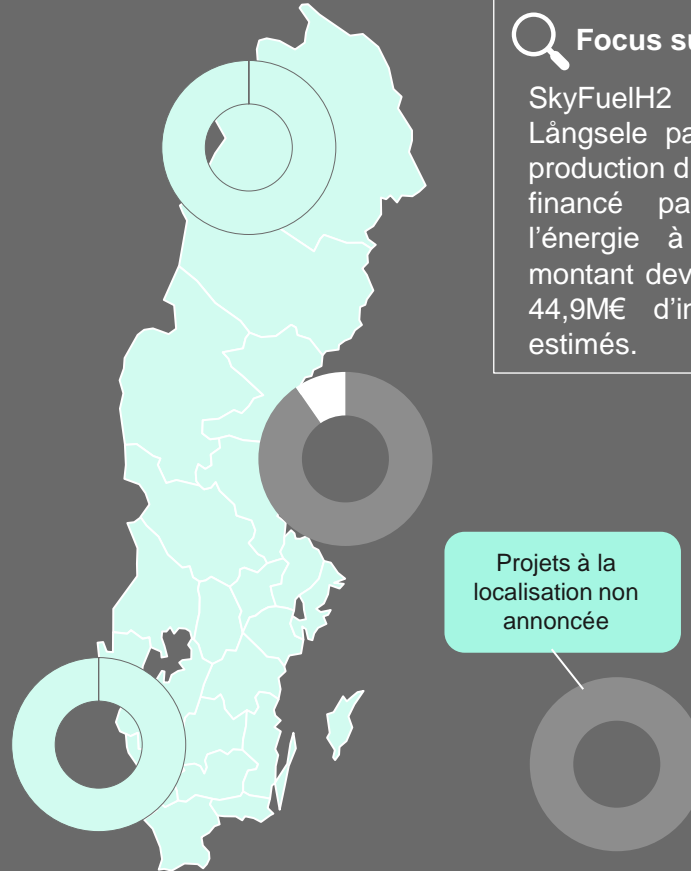 Focus su
SkyFuelH2
Långsele pa
production d
financé pa
l’énergie à
montant dev
44,9M€ d’in
estimés.
Projets à la
localisation non
annoncée